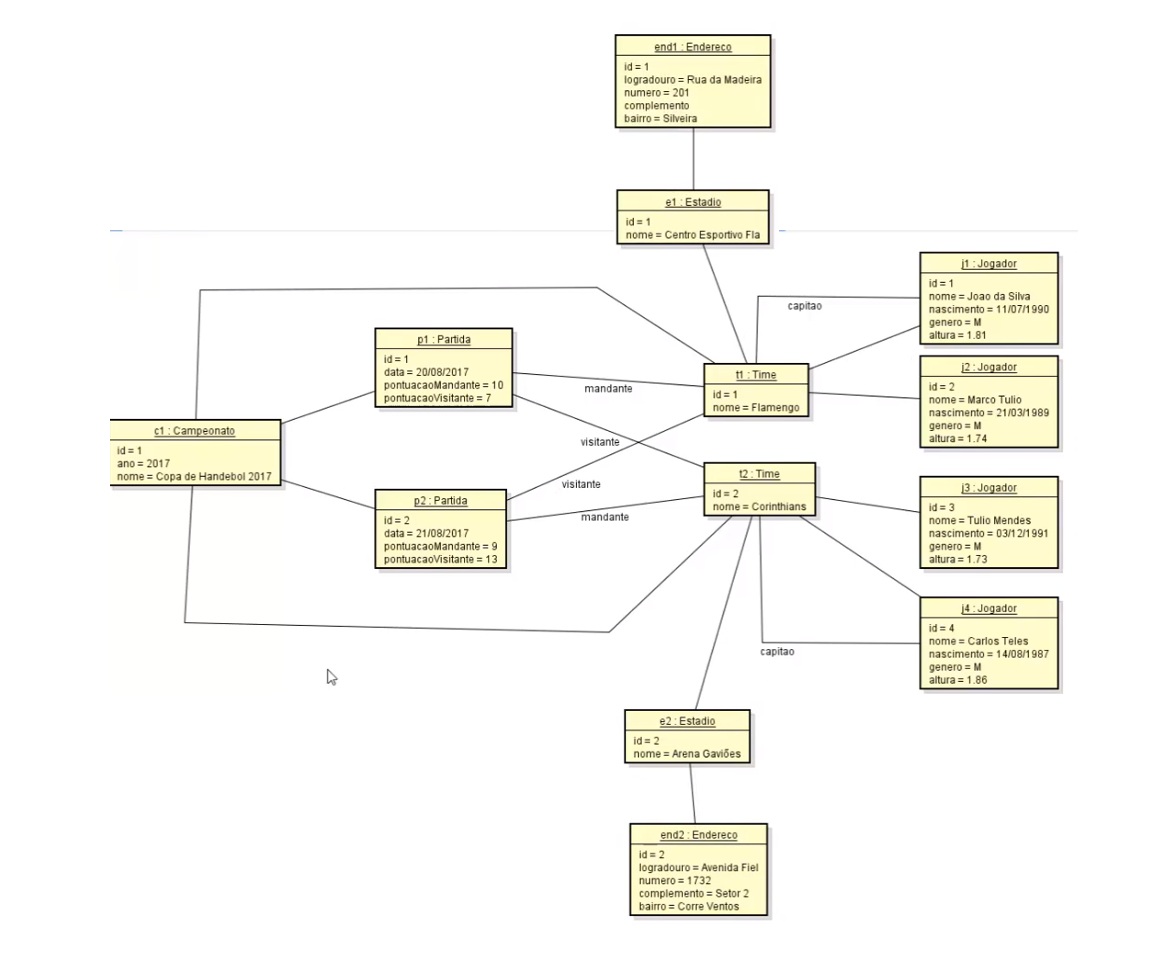 end1 : Endereco
id = 1
logradouro = Rua da Madeira
numero = 201
complemento
bairro = Silveira
e1 : Estadio
id = 1
nome = Centro Esportivo Fla
j1 : Jogador
id = 1
nome = Joao da Silva
nascimento = 11/07/1990
genero = M
altura = 1.81
capitao
p1 : Partida
id = 1
data = 20/08/2017
pontuacaoMandante = 10
pontuacaoVisitante = 7
mandante
t1 : Time
id = 1
nome = Flamengo
j2 : Jogador
id = 2
nome = Marco Tulio
nascimento = 21/03/1989
genero = M
altura = 1.74
c1 : Campeonato
id = 1
ano = 2017
nome = Copa de Handebol 2017
visitante
visitante
t2 : Time
id = 2
nome = Corinthians
j3 : Jogador
id = 3
nome = Tulio Mendes
nascimento = 03/12/1991
genero = M
altura = 1.73
p2 : Partida
id = 2
data = 21/08/2017
pontuacaoMandante = 9
pontuacaoVisitante = 13
mandante
j4 : Jogador
id = 4
nome = Carlos Teles
nascimento = 14/08/1987
genero = M
altura = 1.86
capitao
e2 : Estadio
id = 2
nome = Arena Gaviões
end2 : Endereco
id = 2
logradouro = Avenida Fiel
numero = 1732
complemento = Setor 2
bairro = Corre Ventos